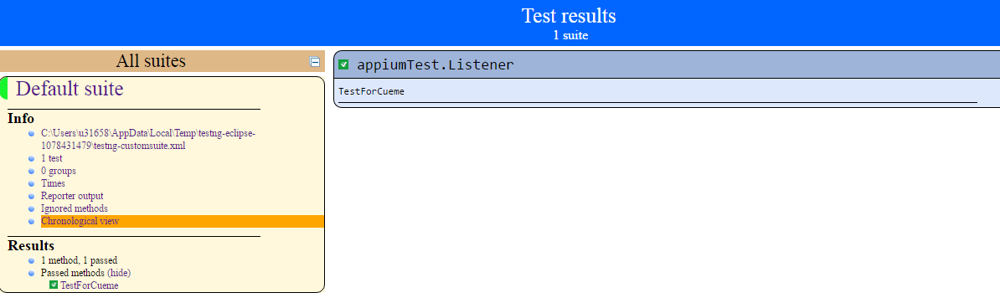 Test results
1 suite
All suites
Default suite
Info
C:\Users\u31658\AppData\Local\Temp\testng-eclipse-
1078431479\testng-customsuite.xml
1 test
0 groups
Times
Reporter output
Ignored methods
Chronological view
Results
1 method, 1 passed
Passed methods (hide)
TestForCueme
appiumTest.Listener
TestForCueme